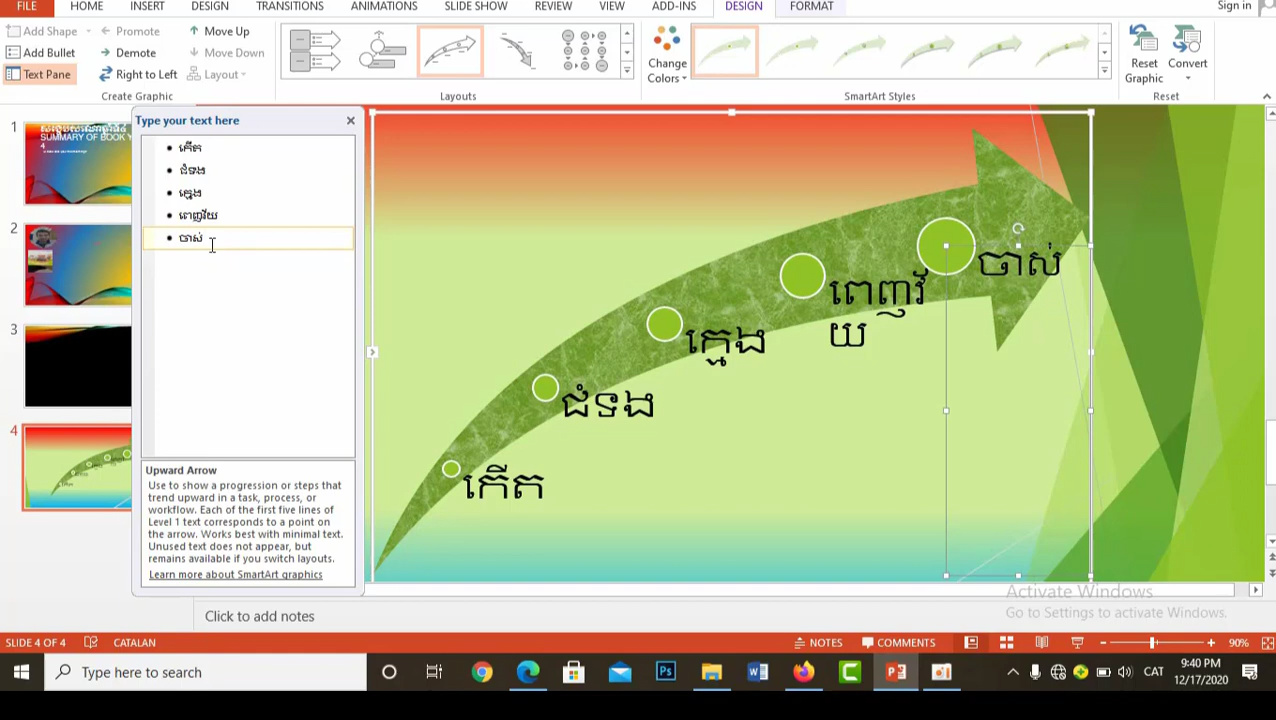 FILE HOME INSERT DESIGN TRANSITIONS ANIMATIONS SLIDE SHOW REVIEW VIEW ADD-INS DESIGN FORMAT Sign in
Add Shape Promote Move Up
Add Bullet Demote Move Down
Text Pane Right to Left Layout
Change Colors
Reset Graphic
Convert
Create Graphic Layouts SmartArt Styles Reset
1
SUMMARY OF BOOK Y
4
2
3
4
Type your text here
កើត
ជំទង
ក្មេង
ពេញវ័យ
ចាស់
Upward Arrow
Use to show a progression or steps that
trend upward in a task, process, or
workflow. Each of the first five lines of
Level 1 text corresponds to a point on
the arrow. Works best with minimal text.
Unused text does not appear, but
remains available if you switch layouts.
Learn more about SmartArt graphics
ចាស់
ពេញវ័
យ
ក្មេង
ជំទង
កើត
Activate Windows
Go to Settings to activate Windows.
Click to add notes
SLIDE 4 OF 4 CATALAN NOTES COMMENTS 90%
Type here to search
CAT
9:40 PM
12/17/2020